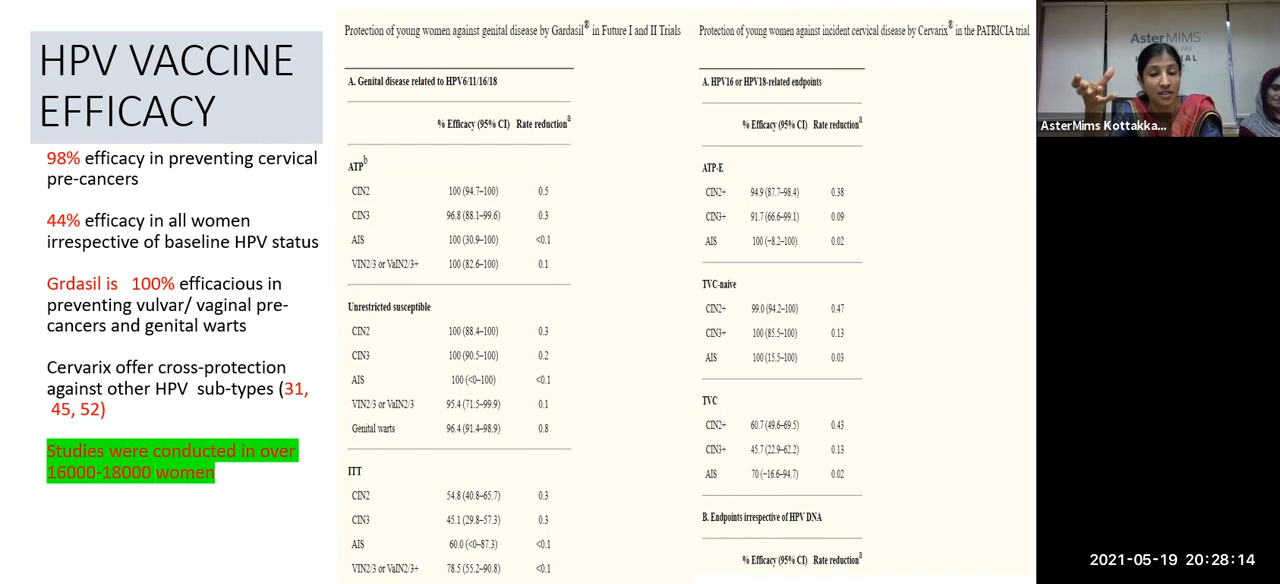 HPV VACCINE
EFFICACY
98% efficacy in preventing cervical
pre-cancers
44% efficacy in all women
irrespective of baseline HPV status
Grdasil is 100% efficacious in
preventing vulvar/ vaginal pre-
cancers and genital warts
Cervarix offer cross-protection
against other HPV sub-types (31,
45, 52)
Studies were conducted in over
16000-18000 women
Protection of young women against genital disease by Gardasil® in Future I and II Trials
A. Genital disease related to HPV6/11/16/18
% Efficacy (95% CI) Rate reductionᵃ
ATPᵇ
CIN2 100 (94.7–100) 0.5
CIN3 96.8 (88.1–99.6) 0.3
AIS 100 (30.9–100) <0.1
VIN2/3 or VaIN2/3+ 100 (82.6–100) 0.1
Unrestricted susceptible
CIN2 100 (88.4–100) 0.3
CIN3 100 (90.5–100) 0.2
AIS 100 (<0–100) <0.1
VIN2/3 or VaIN2/3 95.4 (71.5–99.9) 0.1
Genital warts 96.4 (91.4–98.9) 0.8
ITT
CIN2 54.8 (40.8–65.7) 0.3
CIN3 45.1 (29.8–57.3) 0.3
AIS 60.0 (<0–87.3) <0.1
VIN2/3 or VaIN2/3+ 78.5 (55.2–90.8) <0.1
Protection of young women against incident cervical disease by Cervarix® in the PATRICIA trial
A. HPV16 or HPV18-related endpoints
% Efficacy (95% CI) Rate reductionᵃ
ATP-E
CIN2+ 94.9 (87.7–98.4) 0.38
CIN3+ 91.7 (66.6–99.1) 0.09
AIS 100 (−8.2–100) 0.02
TVC-naive
CIN2+ 99.0 (94.2–100) 0.47
CIN3+ 100 (85.5–100) 0.13
AIS 100 (15.5–100) 0.03
TVC
CIN2+ 60.7 (49.6–69.5) 0.43
CIN3+ 45.7 (22.9–62.2) 0.13
AIS 70 (−16.6–94.7) 0.02
B. Endpoints irrespective of HPV DNA
% Efficacy (95% CI) Rate reductionᵃ
AsterMIMS
AsterMims Kottakka...
2021-05-19 20:28:14